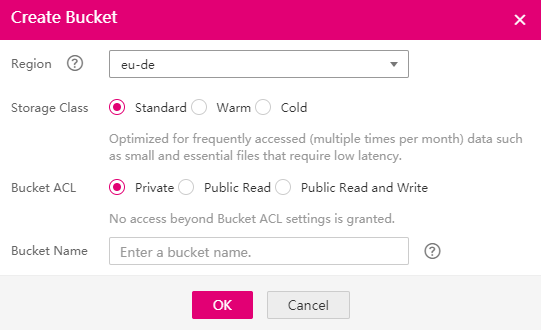 Create Bucket
Region ? eu-de
Storage Class Standard Warm Cold
Optimized for frequently accessed (multiple times per month) data such
as small and essential files that require low latency.
Bucket ACL Private Public Read Public Read and Write
No access beyond Bucket ACL settings is granted.
Bucket Name Enter a bucket name. ?
OK Cancel